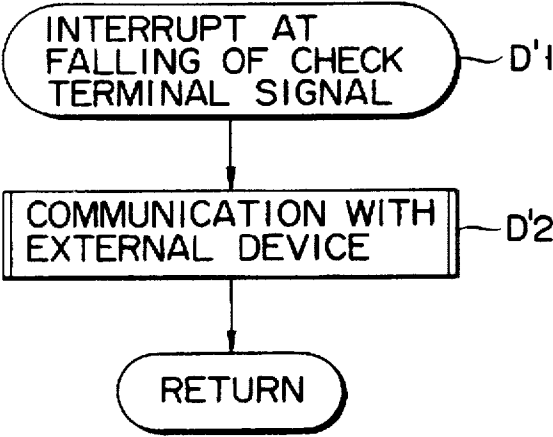 INTERRUPT AT
FALLING OF CHECK
TERMINAL SIGNAL
D'1
COMMUNICATION WITH
EXTERNAL DEVICE
D'2
RETURN